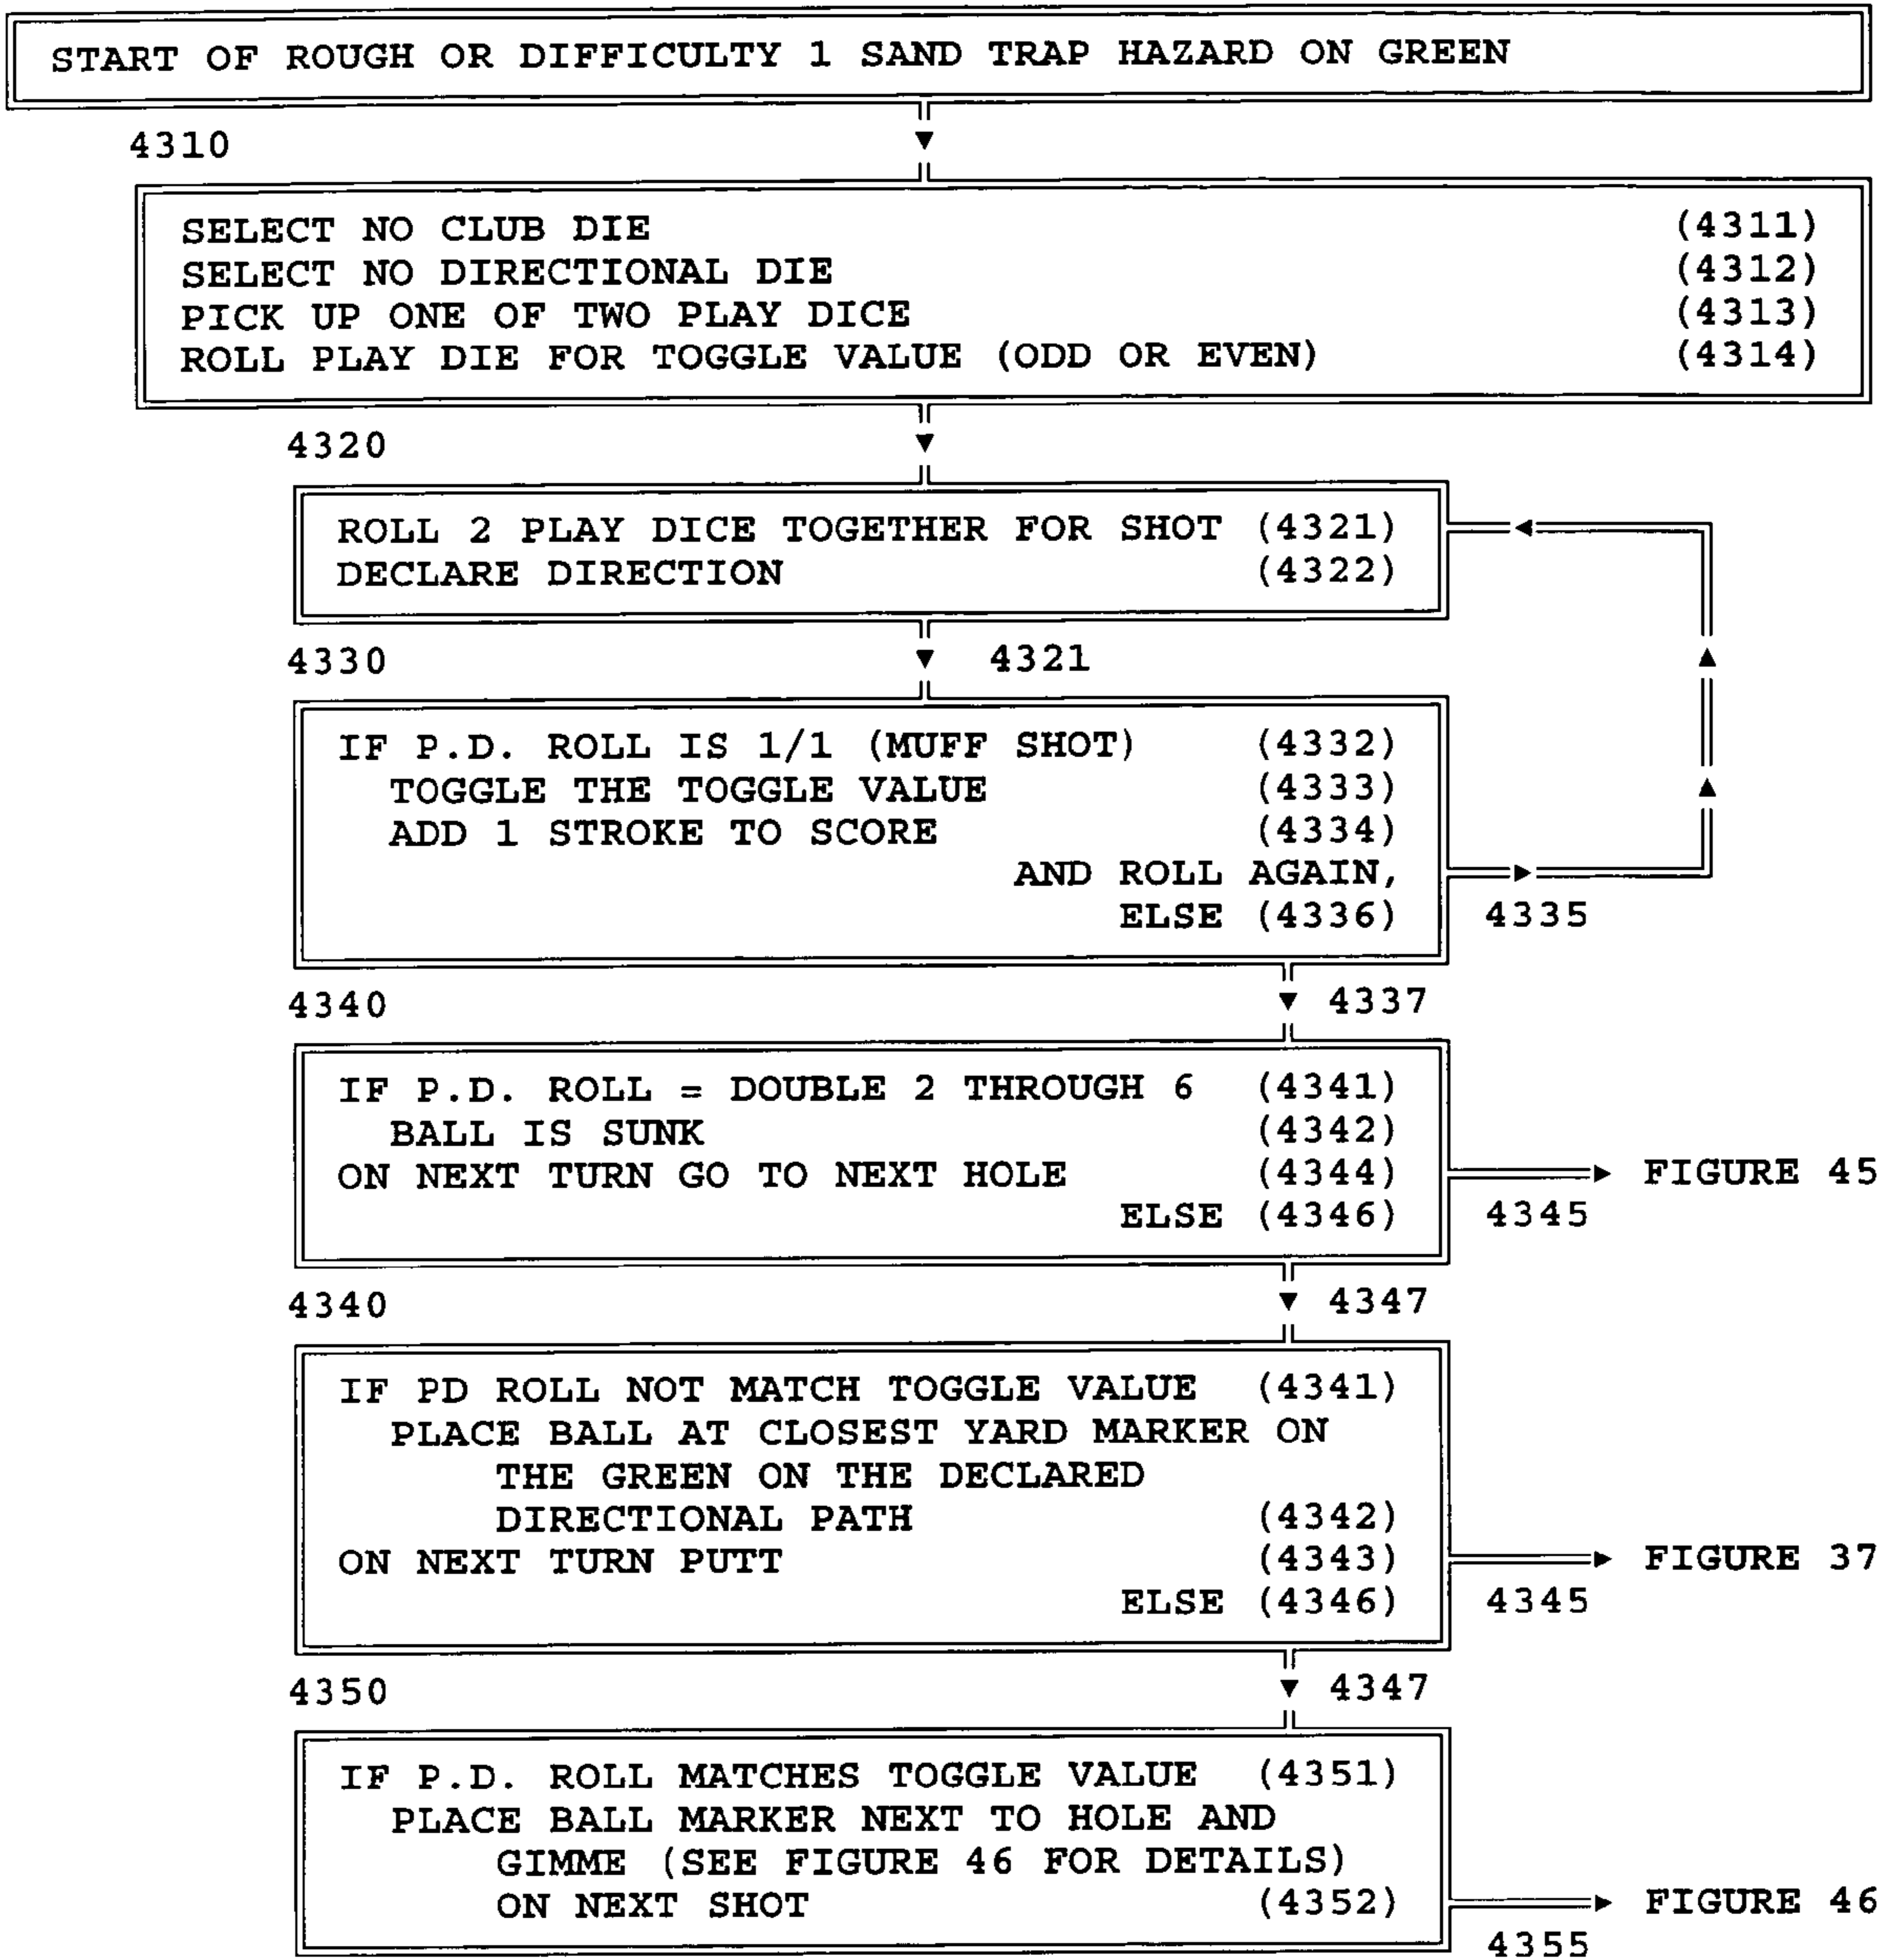 START OF ROUGH OR DIFFICULTY 1 SAND TRAP HAZARD ON GREEN
4310
SELECT NO CLUB DIE (4311)
SELECT NO DIRECTIONAL DIE (4312)
PICK UP ONE OF TWO PLAY DICE (4313)
ROLL PLAY DIE FOR TOGGLE VALUE (ODD OR EVEN) (4314)
4320
ROLL 2 PLAY DICE TOGETHER FOR SHOT (4321)
DECLARE DIRECTION (4322)
4330 4321
IF P.D. ROLL IS 1/1 (MUFF SHOT) (4332)
TOGGLE THE TOGGLE VALUE (4333)
ADD 1 STROKE TO SCORE (4334)
AND ROLL AGAIN,
ELSE (4336) 4335
4340 4337
IF P.D. ROLL = DOUBLE 2 THROUGH 6 (4341)
BALL IS SUNK (4342)
ON NEXT TURN GO TO NEXT HOLE (4344) FIGURE 45
ELSE (4346) 4345
4340 4347
IF PD ROLL NOT MATCH TOGGLE VALUE (4341)
PLACE BALL AT CLOSEST YARD MARKER ON
THE GREEN ON THE DECLARED
DIRECTIONAL PATH (4342)
ON NEXT TURN PUTT (4343) FIGURE 37
ELSE (4346) 4345
4350 4347
IF P.D. ROLL MATCHES TOGGLE VALUE (4351)
PLACE BALL MARKER NEXT TO HOLE AND
GIMME (SEE FIGURE 46 FOR DETAILS)
ON NEXT SHOT (4352) FIGURE 46
4355